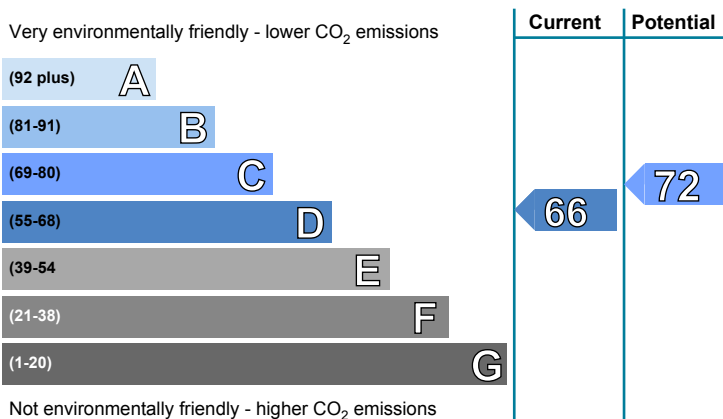 Current Potential
Very environmentally friendly - lower CO2 emissions
(92 plus) A
(81-91) B
(69-80) C
72
(55-68) D
66
(39-54 E
(21-38) F
(1-20) G
Not environmentally friendly - higher CO2 emissions